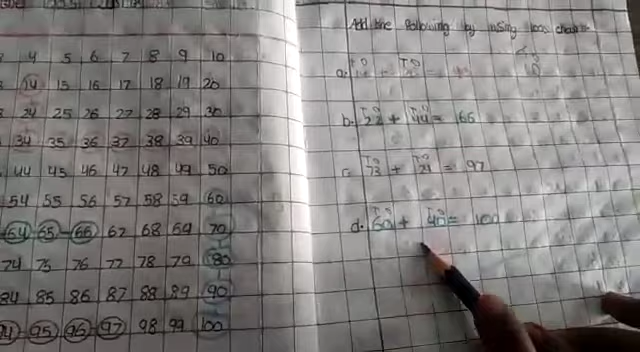 4 5 6 7 8 9 10
14 15 16 17 18 19 20
24 25 26 27 28 29 30
34 35 36 37 38 39 40
44 45 46 47 48 49 50
54 55 56 57 58 59 60
64 65 66 67 68 69 70
74 75 76 77 78 79 80
84 85 86 87 88 89 90
94 95 96 97 98 99 100
Add the following by using 100s chart
a.
T O T O
b. 22 + 44 = 66
T O T O
c. 73 + 24 = 97
T O T O
d. 60 + 40 = 100